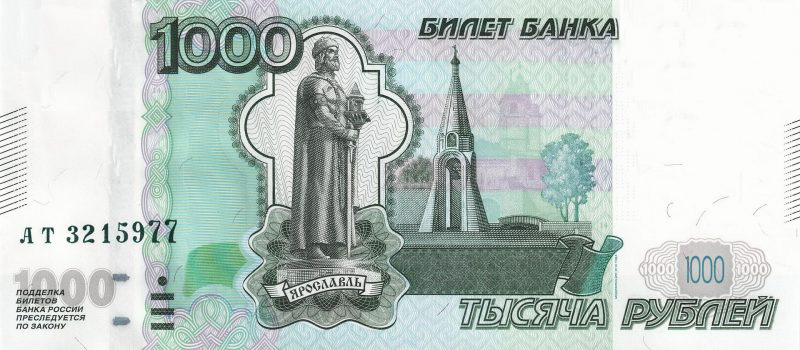 1000
БИЛЕТ БАНКА
АТ 3215977
1000
ПОДДЕЛКА
БИЛЕТОВ
БАНКА РОССИИ
ПРЕСЛЕДУЕТСЯ
ПО ЗАКОНУ
ЯРОСЛАВЛЬ
1000 1000 1000
ТЫСЯЧА РУБЛЕЙ